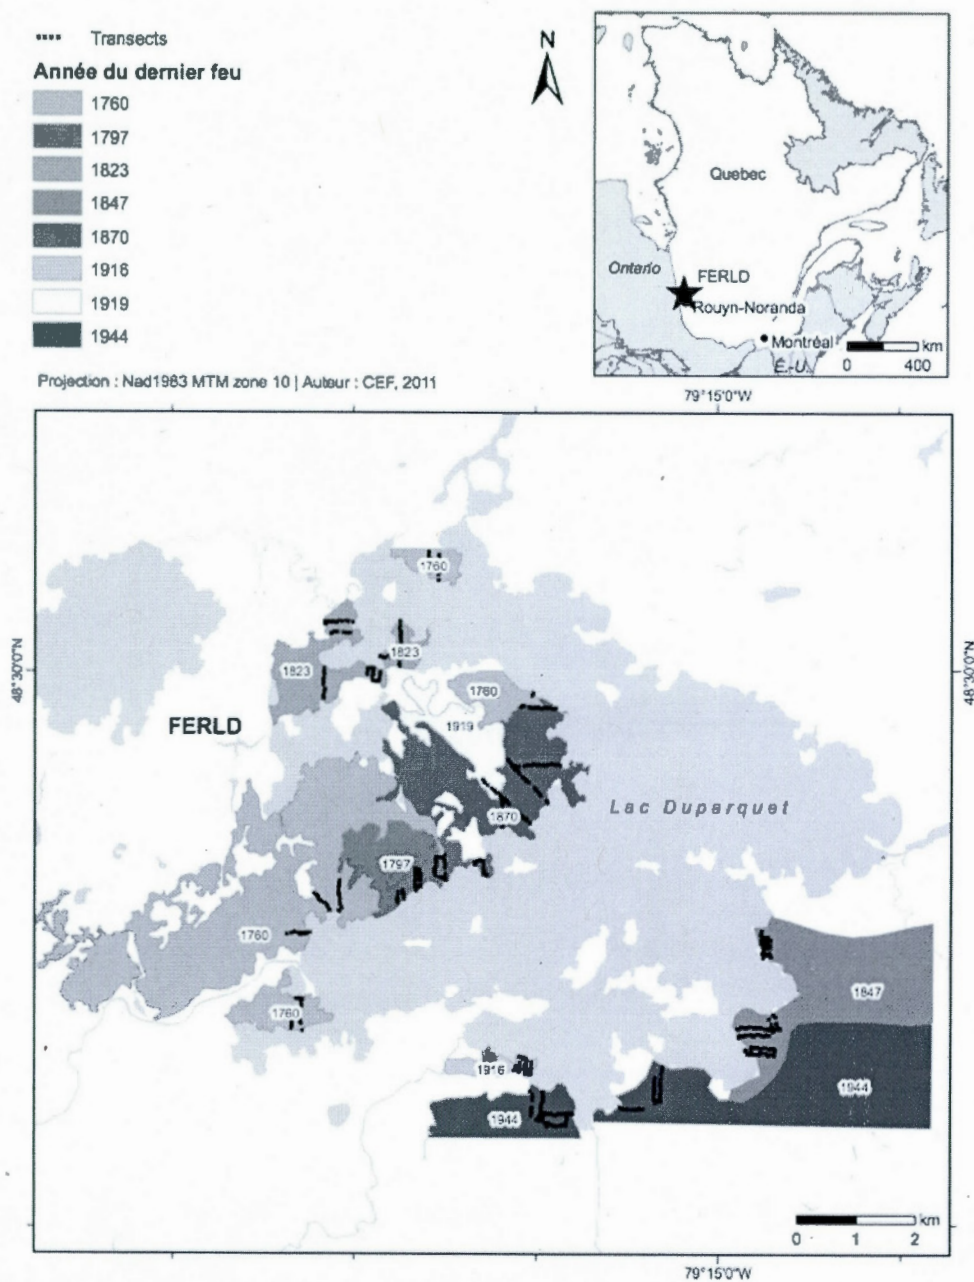 Transects
Année du dernier feu
1760
1797
1823
1847
1870
1916
1919
1944
Projection : Nad1983 MTM zone 10 | Auteur : CEF, 2011
N
Quebec
Ontario
FERLD
Rouyn-Noranda
Montréal
É.-U.
km
0 400
79°15'0"W
48°30'0"N
48°30'0"N
1760
1823
1823
1760
FERLD
1919
Lac Duparquet
1870
1797
1760
1847
1760
1916
1944
1944
km
0 1 2
79°15'0"W